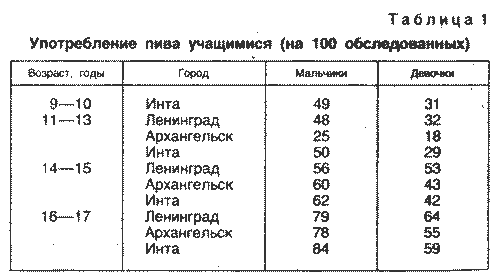 Таблица 1
Употребление пива учащимися (на 100 обследованных)
Возраст, годы Город Мальчики Девочки
9—10 Инта 49 31
11—13 Ленинград 48 32
Архангельск 25 18
Инта 50 29
14—15 Ленинград 56 53
Архангельск 60 43
Инта 62 42
16—17 Ленинград 79 64
Архангельск 78 55
Инта 84 59